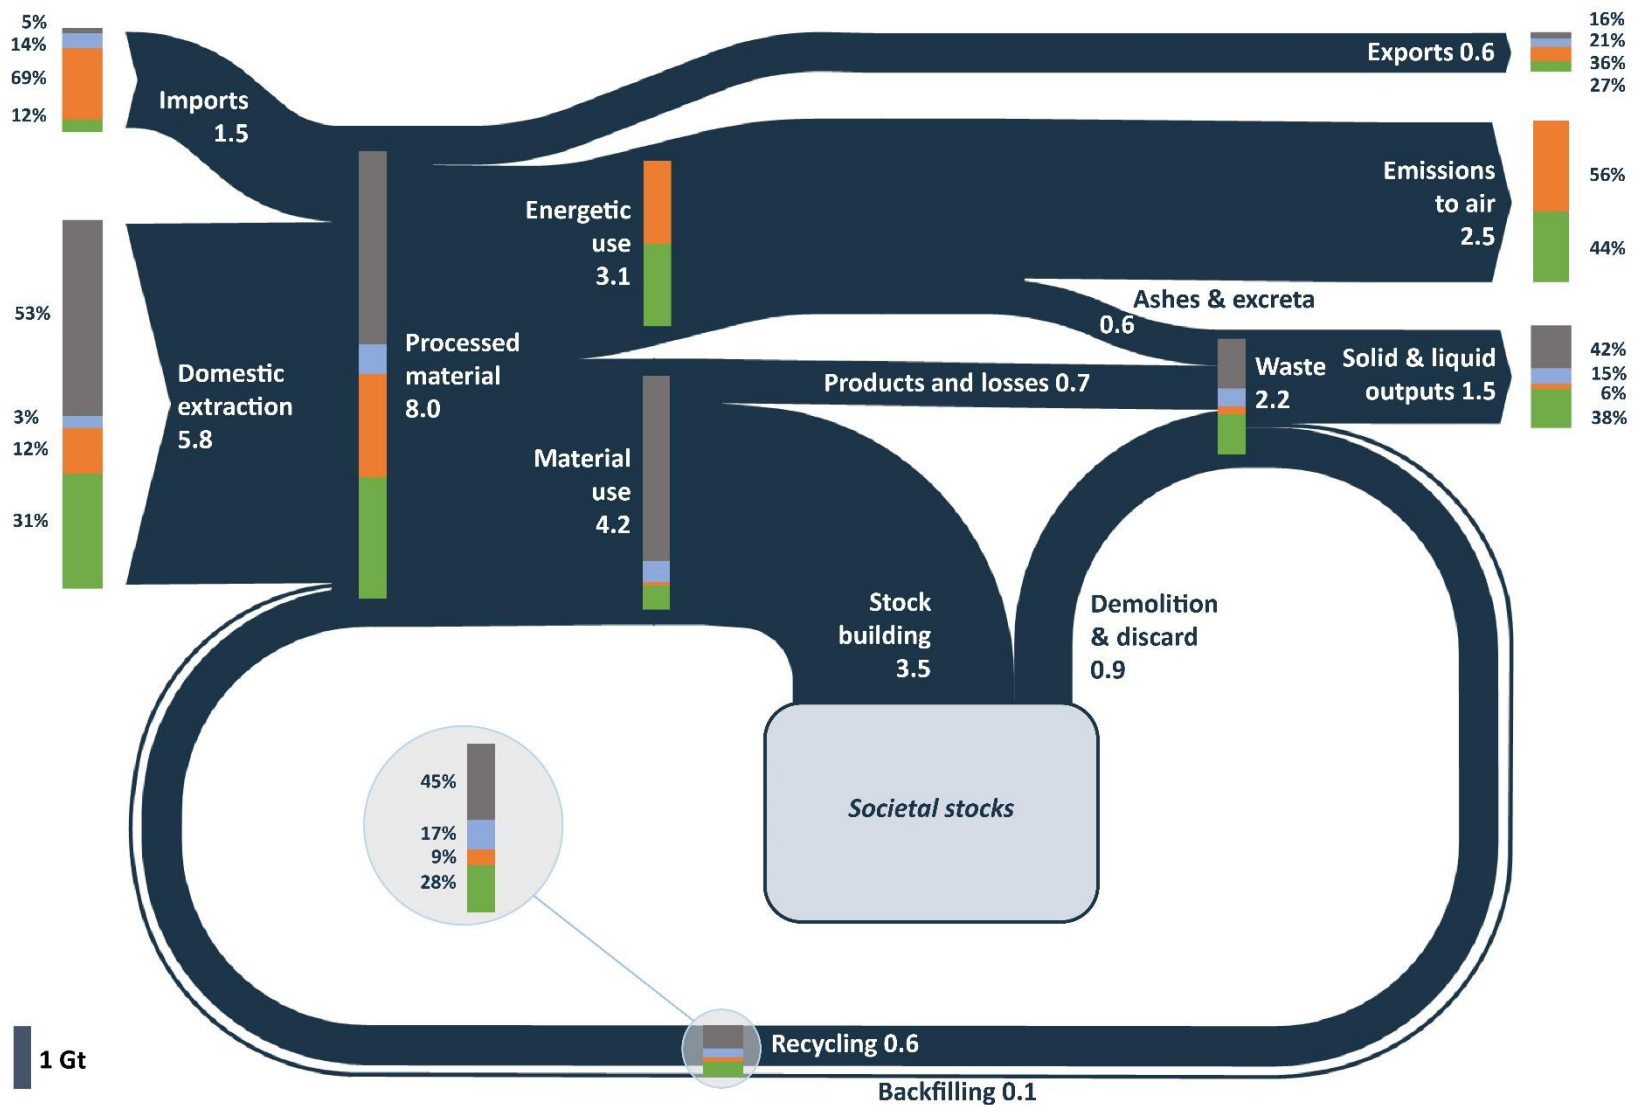 5%
14%
69%
12%
Imports
1.5
53%
3%
12%
31%
Domestic
extraction
5.8
Processed
material
8.0
Energetic
use
3.1
Material
use
4.2
Exports 0.6
16%
21%
36%
27%
Emissions
to air
2.5
56%
44%
Ashes & excreta
0.6
Products and losses 0.7
Waste
2.2
Solid & liquid
outputs 1.5
42%
15%
6%
38%
Stock
building
3.5
Demolition
& discard
0.9
Societal stocks
45%
17%
9%
28%
Recycling 0.6
Backfilling 0.1
1 Gt